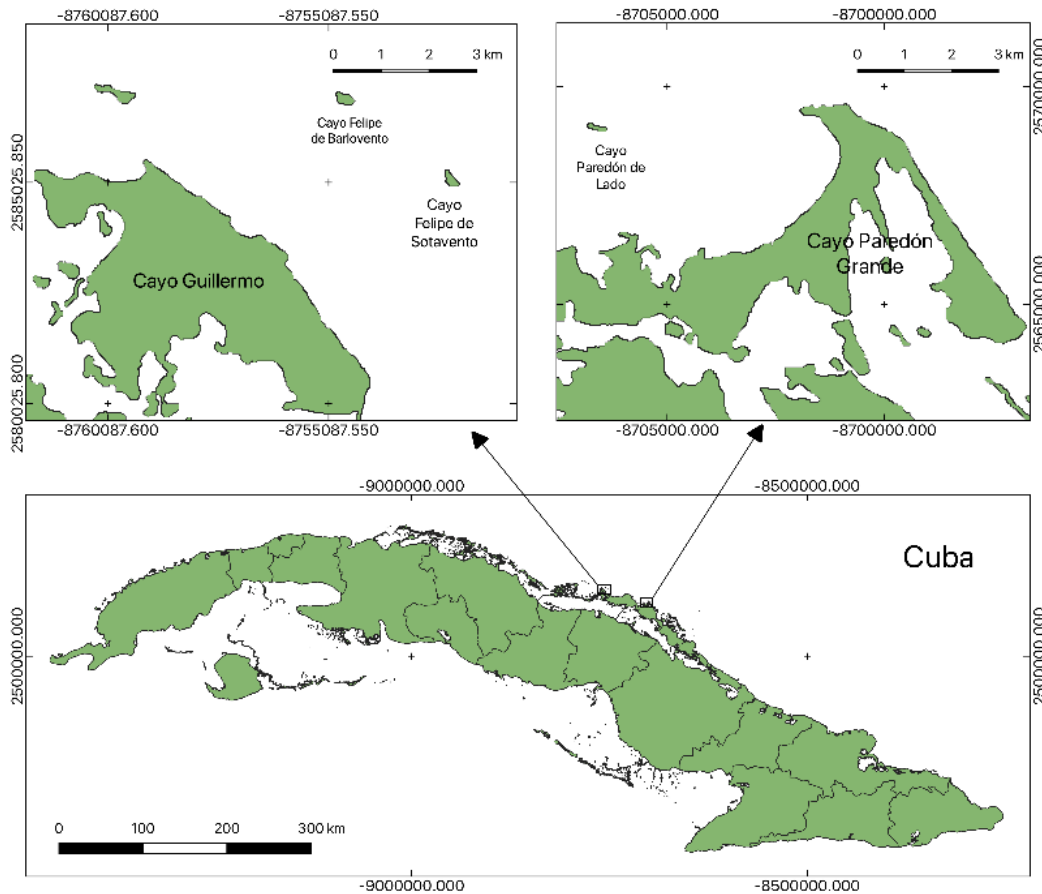 -8760087.600
-8755087.550
0 1 2 3 km
Cayo Felipe
de Barlovento
2585025.850
Cayo
Felipe de
Sotavento
Cayo Guillermo
2580025.800
-8760087.600
-8755087.550
-8705000.000
-8700000.000
0 1 2 3 km
2570000.000
Cayo
Paredón de
Lado
Cayo Paredón
Grande
2565000.000
-8705000.000
-8700000.000
-9000000.000
-8500000.000
Cuba
2500000.000
2500000.000
0 100 200 300 km
-9000000.000
-8500000.000